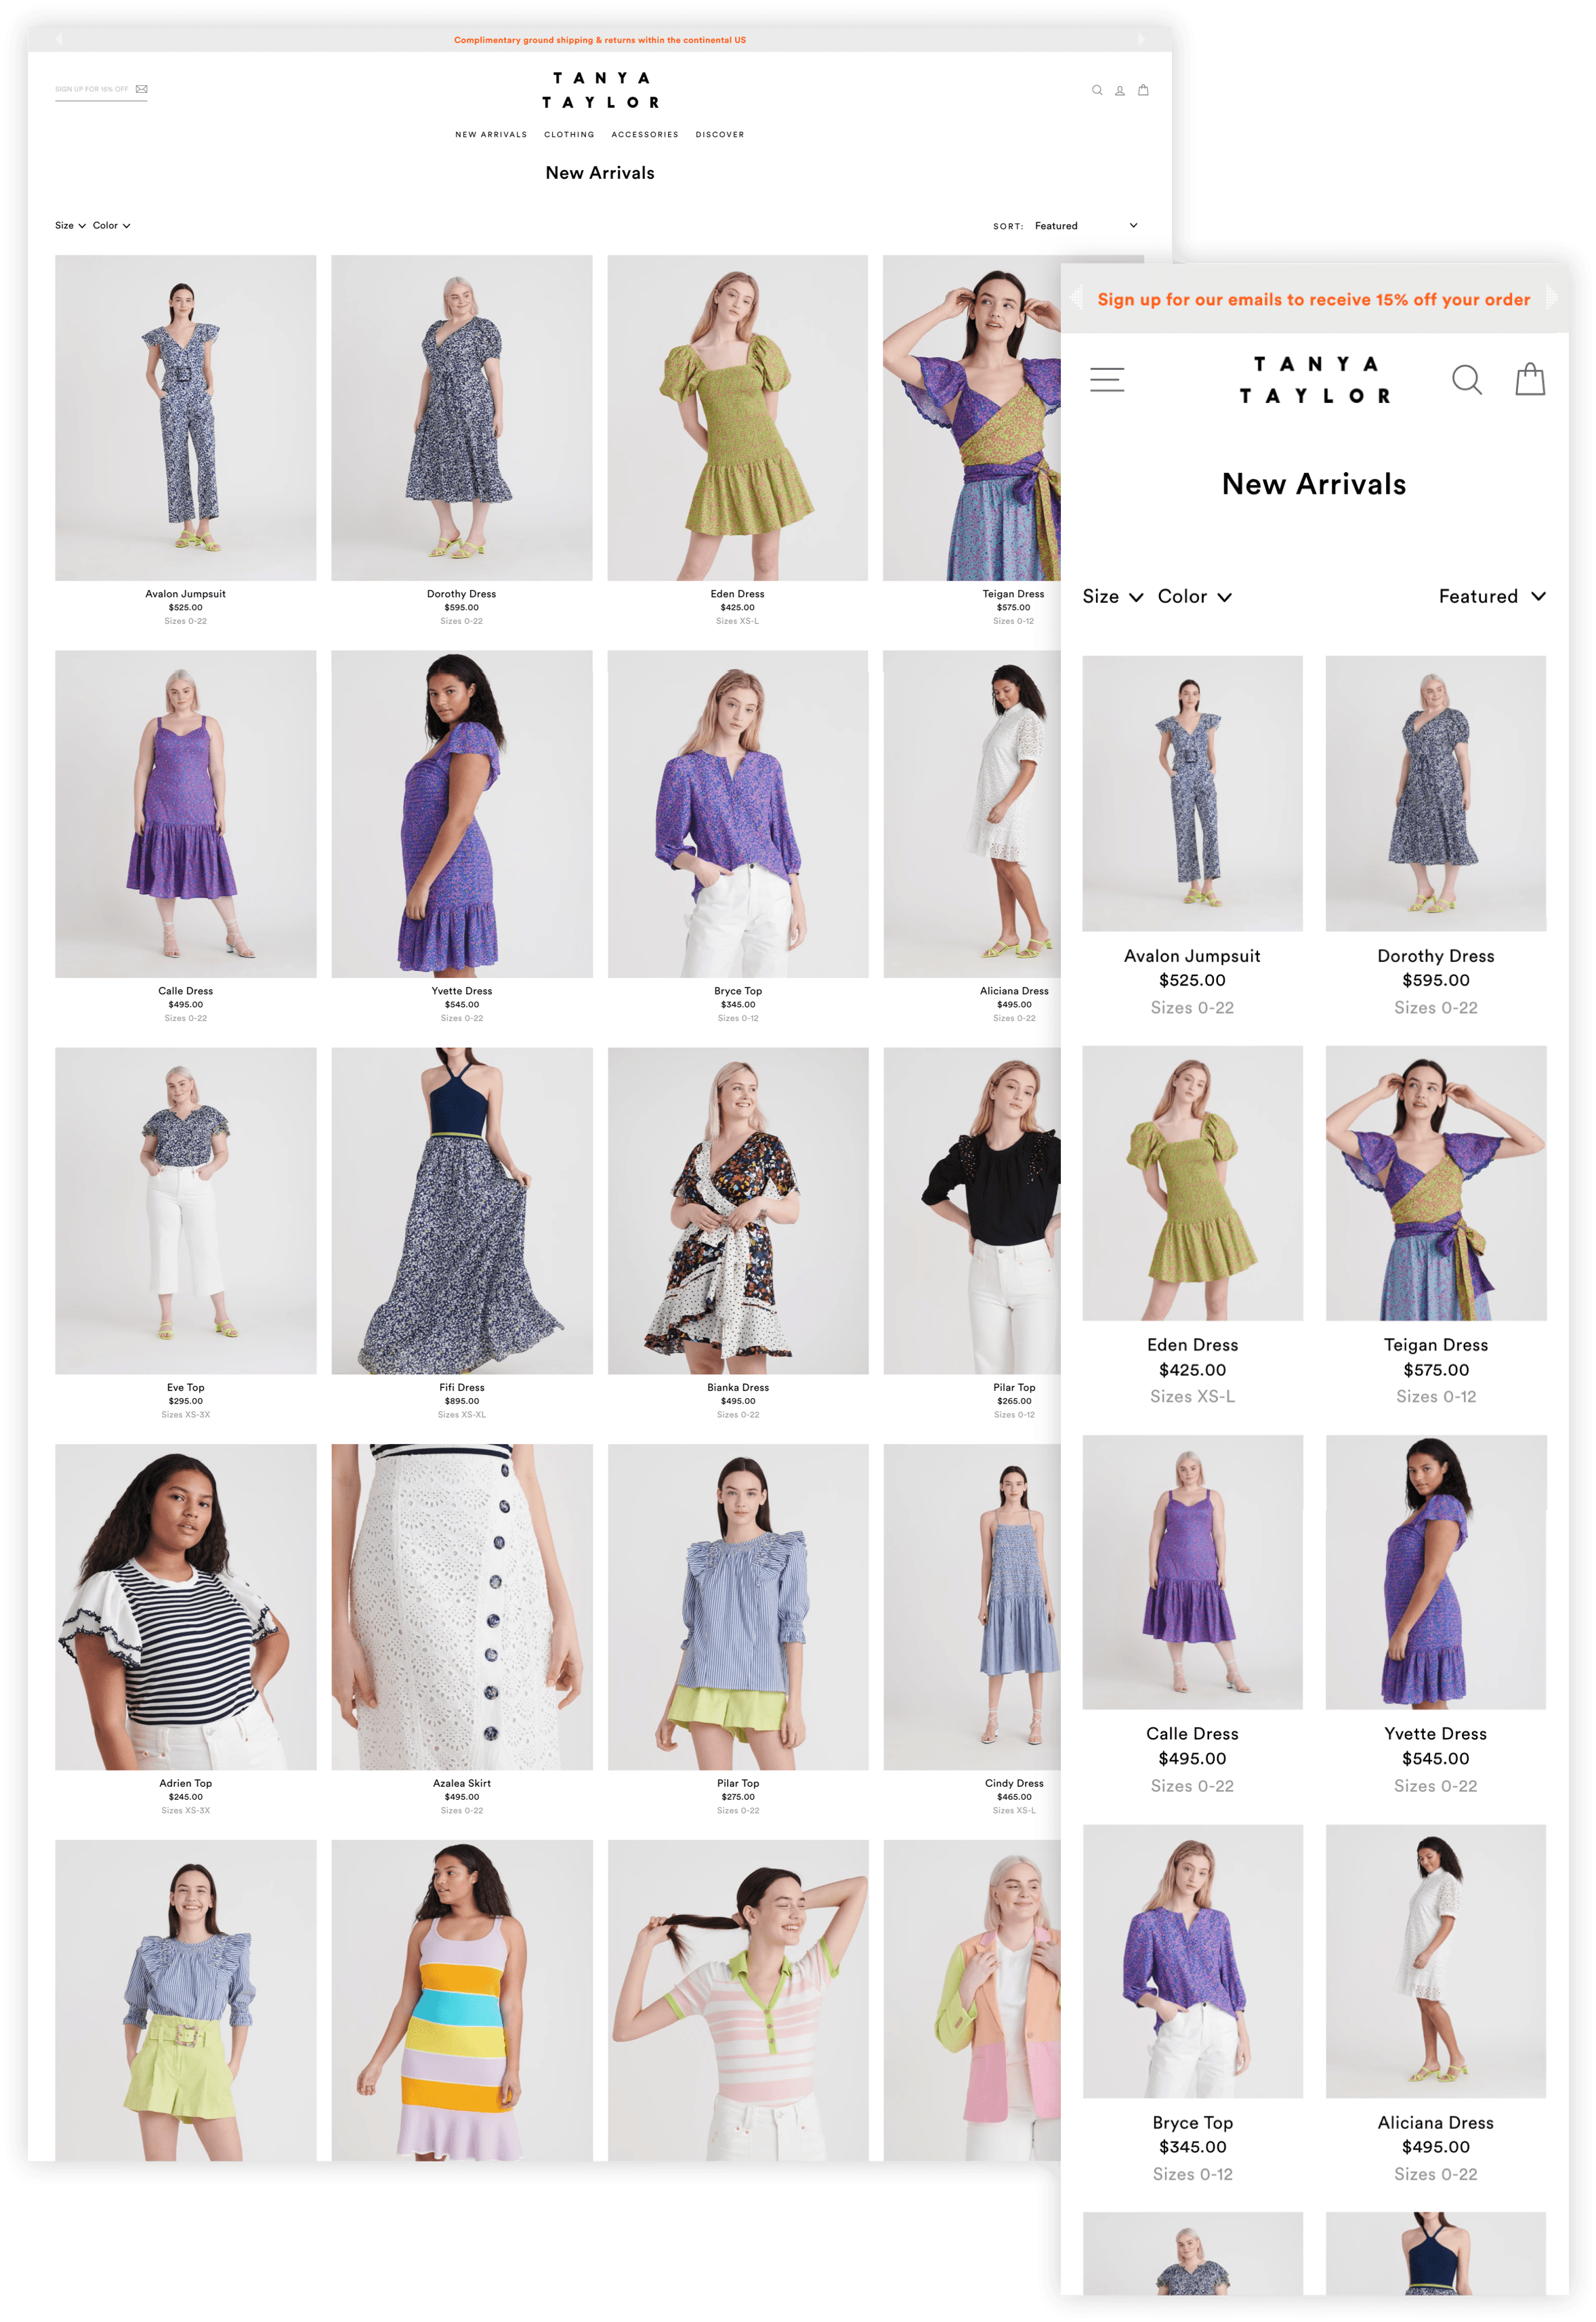 Complimentary ground shipping & returns within the continental US
SIGN UP FOR 15% OFF
TANYA
TAYLOR
NEW ARRIVALS CLOTHING ACCESSORIES DISCOVER
New Arrivals
Size Color
SORT: Featured
Avalon Jumpsuit
$525.00
Sizes 0-22
Dorothy Dress
$595.00
Sizes 0-22
Eden Dress
$425.00
Sizes XS-L
Teigan Dress
$575.00
Sizes 0-12
Calle Dress
$495.00
Sizes 0-22
Yvette Dress
$545.00
Sizes 0-22
Bryce Top
$345.00
Sizes 0-12
Aliciana Dress
$495.00
Sizes 0-22
Eve Top
$295.00
Sizes XS-3X
Fifi Dress
$895.00
Sizes XS-XL
Bianka Dress
$495.00
Sizes 0-22
Pilar Top
$265.00
Sizes 0-12
Adrien Top
$245.00
Sizes XS-3X
Azalea Skirt
$495.00
Sizes 0-22
Pilar Top
$275.00
Sizes 0-22
Cindy Dress
$465.00
Sizes XS-L
Sign up for our emails to receive 15% off your order
TANYA
TAYLOR
New Arrivals
Size Color Featured
Avalon Jumpsuit
$525.00
Sizes 0-22
Dorothy Dress
$595.00
Sizes 0-22
Eden Dress
$425.00
Sizes XS-L
Teigan Dress
$575.00
Sizes 0-12
Calle Dress
$495.00
Sizes 0-22
Yvette Dress
$545.00
Sizes 0-22
Bryce Top
$345.00
Sizes 0-12
Aliciana Dress
$495.00
Sizes 0-22